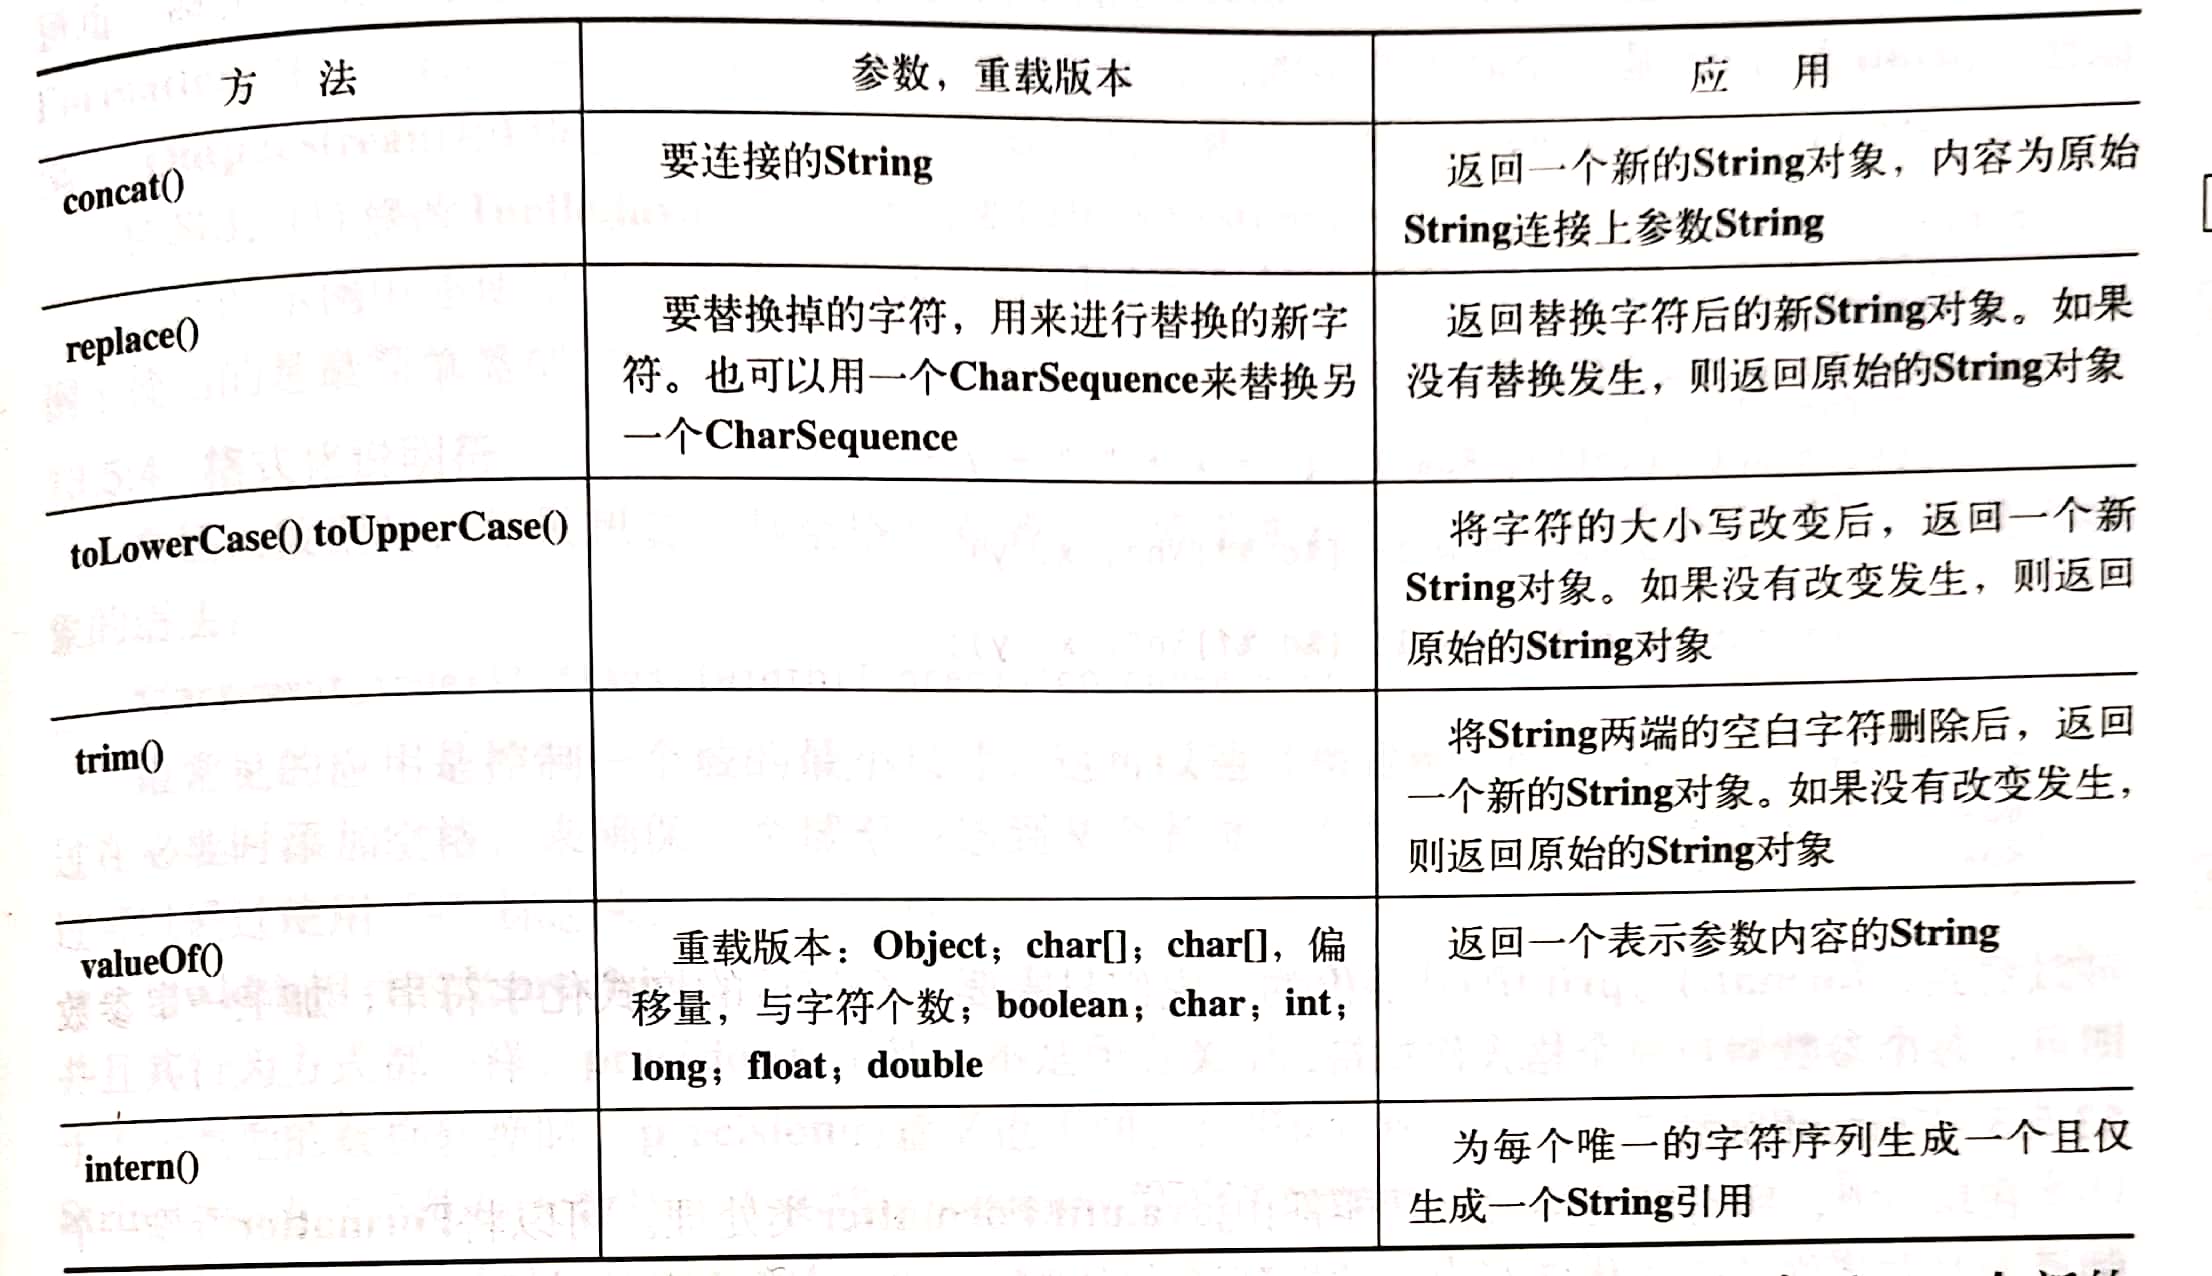 方 法
参数，重载版本
应 用
concat()
要连接的String
返回一个新的String对象，内容为原始
String连接上参数String
replace()
要替换掉的字符，用来进行替换的新字
符。也可以用一个CharSequence来替换另
一个CharSequence
返回替换字符后的新String对象。如果
没有替换发生，则返回原始的String对象
toLowerCase() toUpperCase()
将字符的大小写改变后，返回一个新
String对象。如果没有改变发生，则返回
原始的String对象
trim()
将String两端的空白字符删除后，返回
一个新的String对象。如果没有改变发生，
则返回原始的String对象
valueOf()
重载版本：Object；char[]；char[]，偏
移量，与字符个数；boolean；char；int；
long；float；double
返回一个表示参数内容的String
intern()
为每个唯一的字符序列生成一个且仅
生成一个String引用